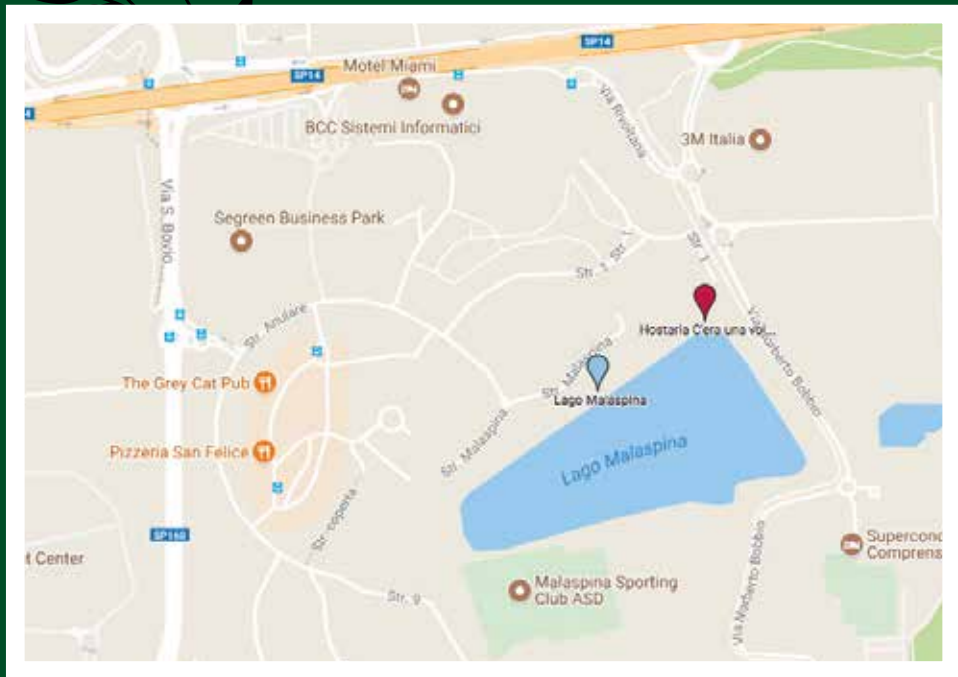 SP14
SP14
Motel Miami
BCC Sistemi Informatici
Via Rivoltana
3M Italia
Via S. Bovio
Segreen Business Park
Str. 1
Str. 1
Str. 1
Str. Anulare
Hostaria C'era una vol...
Via Norberto Bobbio
The Grey Cat Pub
Str. Malaspina
Lago Malaspina
Str. Malaspina
Lago Malaspina
Pizzeria San Felice
SP160
t Center
Supercond
Comprens
Malaspina Sporting
Club ASD
Via Norberto Bobbio
Str. 9